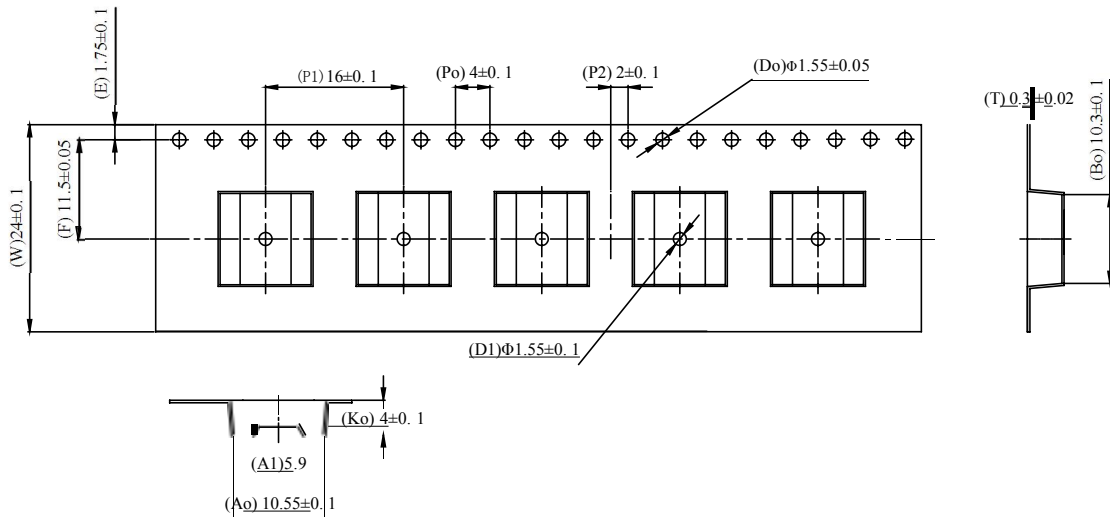 (E) 1.75±0. 1
(P1) 16±0. 1
(Po) 4±0. 1
(P2) 2±0. 1
(Do)Φ1.55±0.05
(T) 0.3±0.02
(Bo) 10.3±0. 1
(W)24±0. 1
(F) 11.5±0.05
(D1)Φ1.55±0. 1
(Ko) 4±0. 1
(A1)5.9
(Ao) 10.55±0. 1